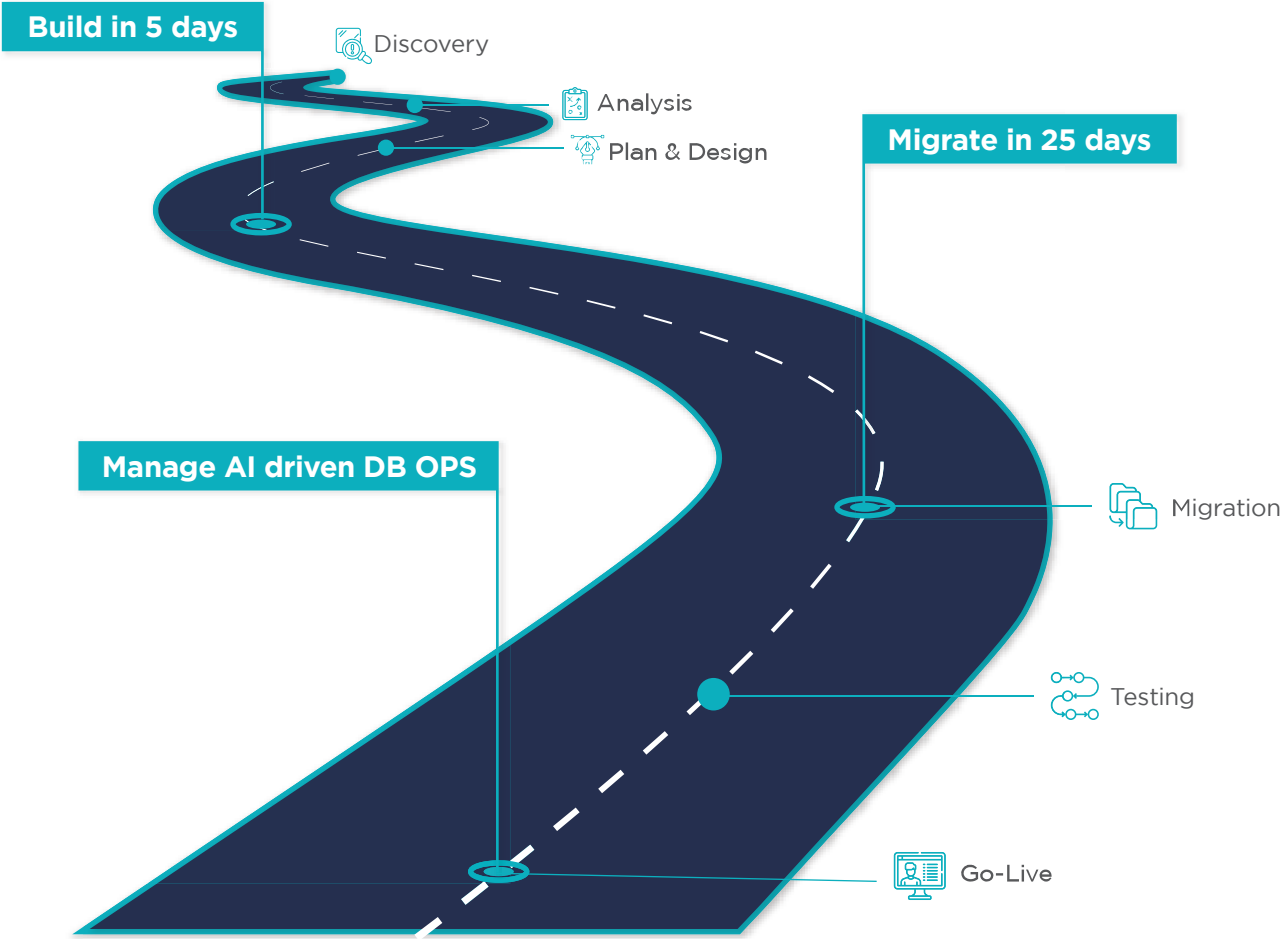 Build in 5 days
Discovery
Analysis
Plan & Design
Migrate in 25 days
Manage AI driven DB OPS
Migration
Testing
Go-Live